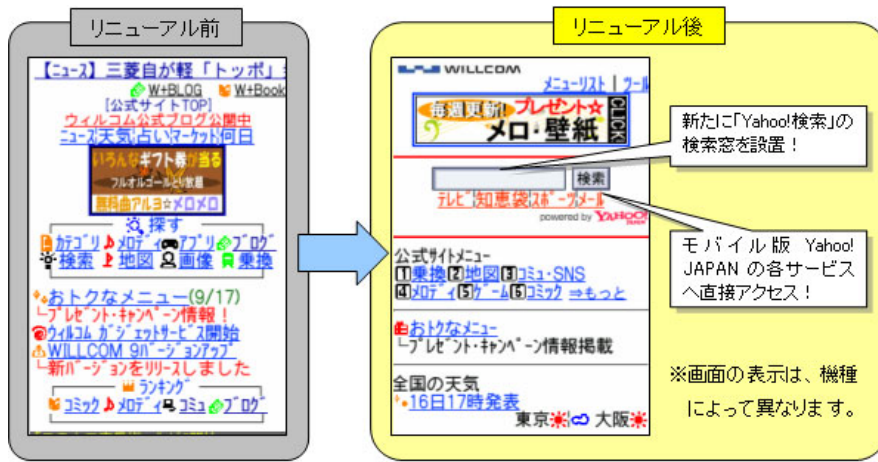 リニューアル前
【ﾆｭｰｽ】三菱自が軽「トッポ」
W+BLOG W+Book
[公式サイトTOP]
ウィルコム公式ブログ公開中
ﾆｭｰｽ|天気|占い|ﾏｰｹｯﾄ|何日
いろんなギフト券が当る
フルオルゴールとり放題
無料曲アルヨ☆メロメロ
探す
ｶﾃｺﾞﾘ ﾒﾛﾃﾞｨ アプリ ﾌﾞﾛｸﾞ
検索 地図 画像 乗換
おトクなメニュー(9/17)
└ﾌﾟﾚｾﾞﾝﾄ・ｷｬﾝﾍﾟｰﾝ情報！
ｳｨﾙｺﾑ ｶﾞｼﾞｪｯﾄｻｰﾋﾞｽ開始
WILLCOM 9ﾊﾞｰｼﾞｮﾝｱｯﾌﾟ
└新ﾊﾞｰｼﾞｮﾝをﾘﾘｰｽしました
ﾗﾝｷﾝｸﾞ
ｺﾐｯｸ ﾒﾛﾃﾞｨ ｺﾐｭ ﾌﾞﾛｸﾞ
リニューアル後
WILLCOM
ﾒﾆｭｰﾘｽﾄ | ﾂｰﾙ
毎週更新! プレゼント☆
メロ・壁紙
CLICK
検索
ﾃﾚﾋﾞ|知恵袋|ｽﾎﾟｰﾂ|ﾒｰﾙ
powered by YAHOO! JAPAN
公式ｻｲﾄﾒﾆｭｰ
1乗換2地図3ｺﾐｭ・SNS
4ﾒﾛﾃﾞｨ5ｹﾞｰﾑ6ｺﾐｯｸ ⇒もっと
おﾄｸなﾒﾆｭｰ
└ﾌﾟﾚｾﾞﾝﾄ・ｷｬﾝﾍﾟｰﾝ情報掲載
全国の天気
16日17時発表
東京 大阪
新たに「Yahoo!検索」の
検索窓を設置！
モバイル版 Yahoo!
JAPAN の各サービス
へ直接アクセス！
※画面の表示は、機種
によって異なります。